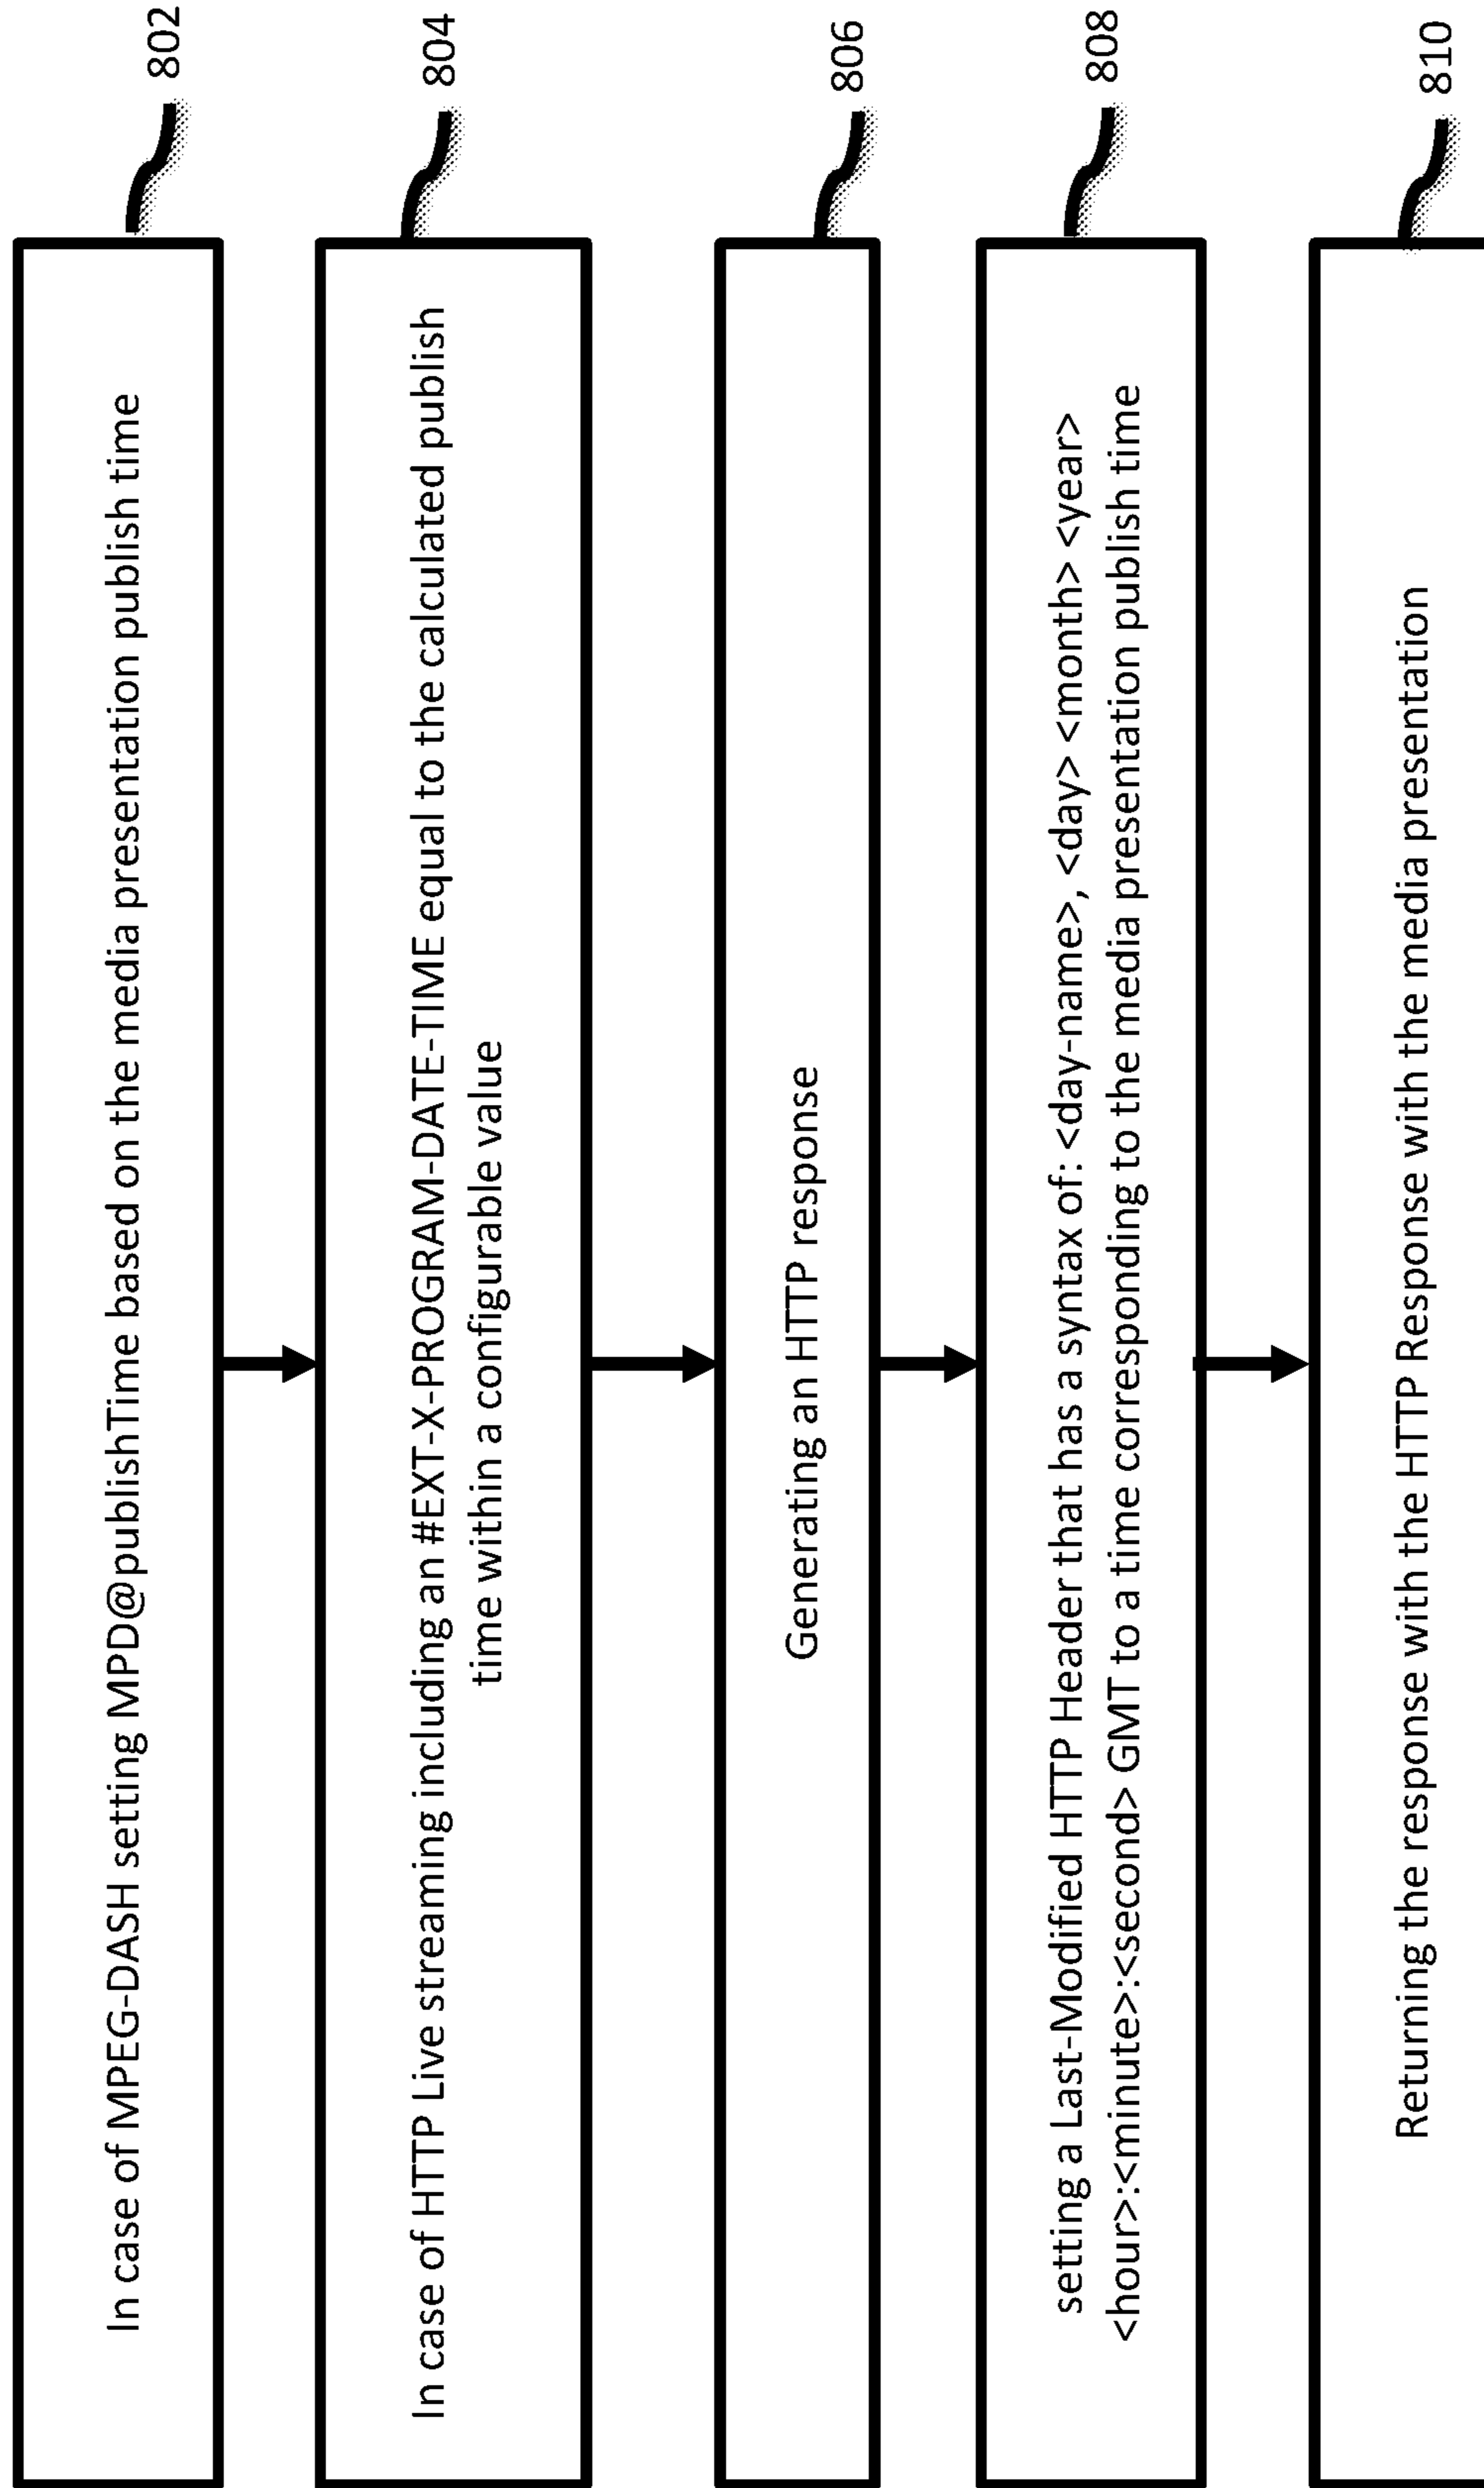 In case of MPEG-DASH setting MPD@publishTime based on the media presentation publish time
802
In case of HTTP Live streaming including an #EXT-X-PROGRAM-DATE-TIME equal to the calculated publish
time within a configurable value
804
Generating an HTTP response
806
setting a Last-Modified HTTP Header that has a syntax of: <day-name>, <day> <month> <year>
<hour>:<minute>:<second> GMT to a time corresponding to the media presentation publish time
808
Returning the response with the HTTP Response with the media presentation
810